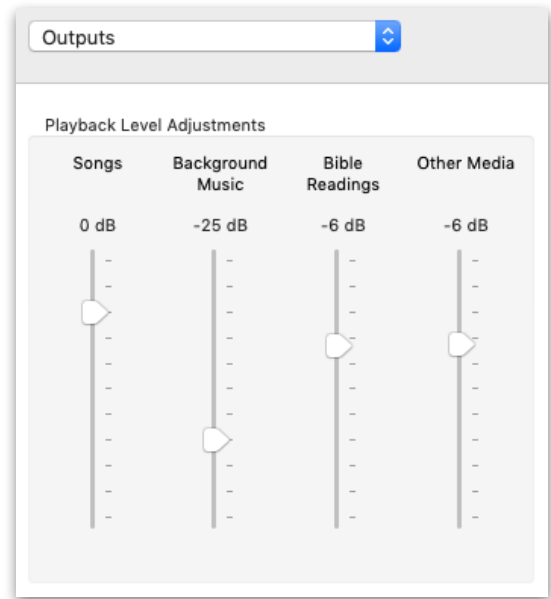 Outputs
Playback Level Adjustments
Songs
Background
Music
Bible
Readings
Other Media
0 dB
-25 dB
-6 dB
-6 dB